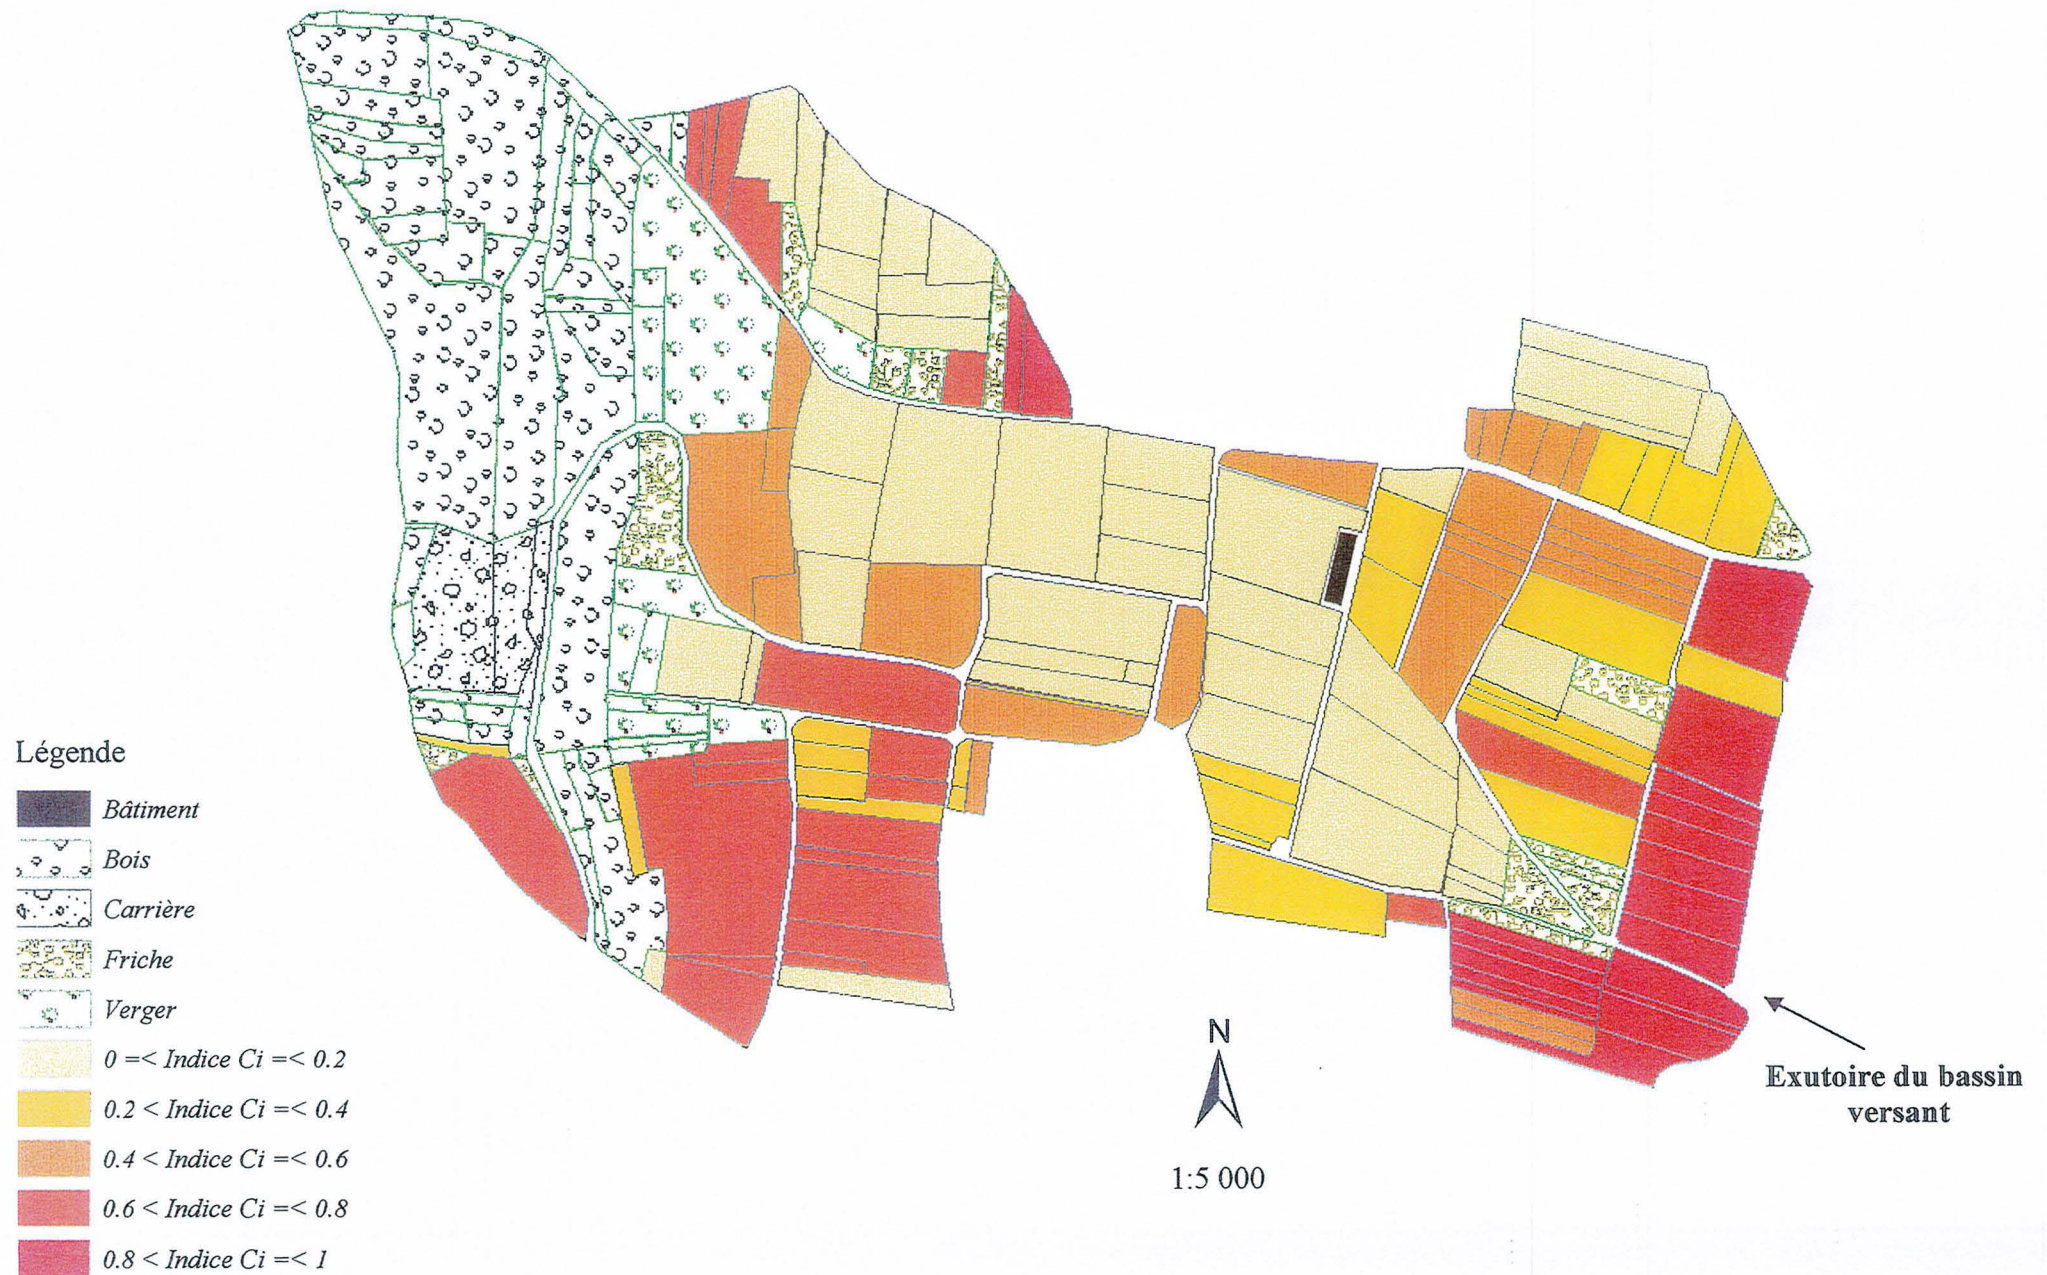 Légende
Bâtiment
Bois
Carrière
Friche
Verger
0 =< Indice Ci =< 0.2
0.2 < Indice Ci =< 0.4
0.4 < Indice Ci =< 0.6
0.6 < Indice Ci =< 0.8
0.8 < Indice Ci =< 1
N
1:5 000
Exutoire du bassin
versant